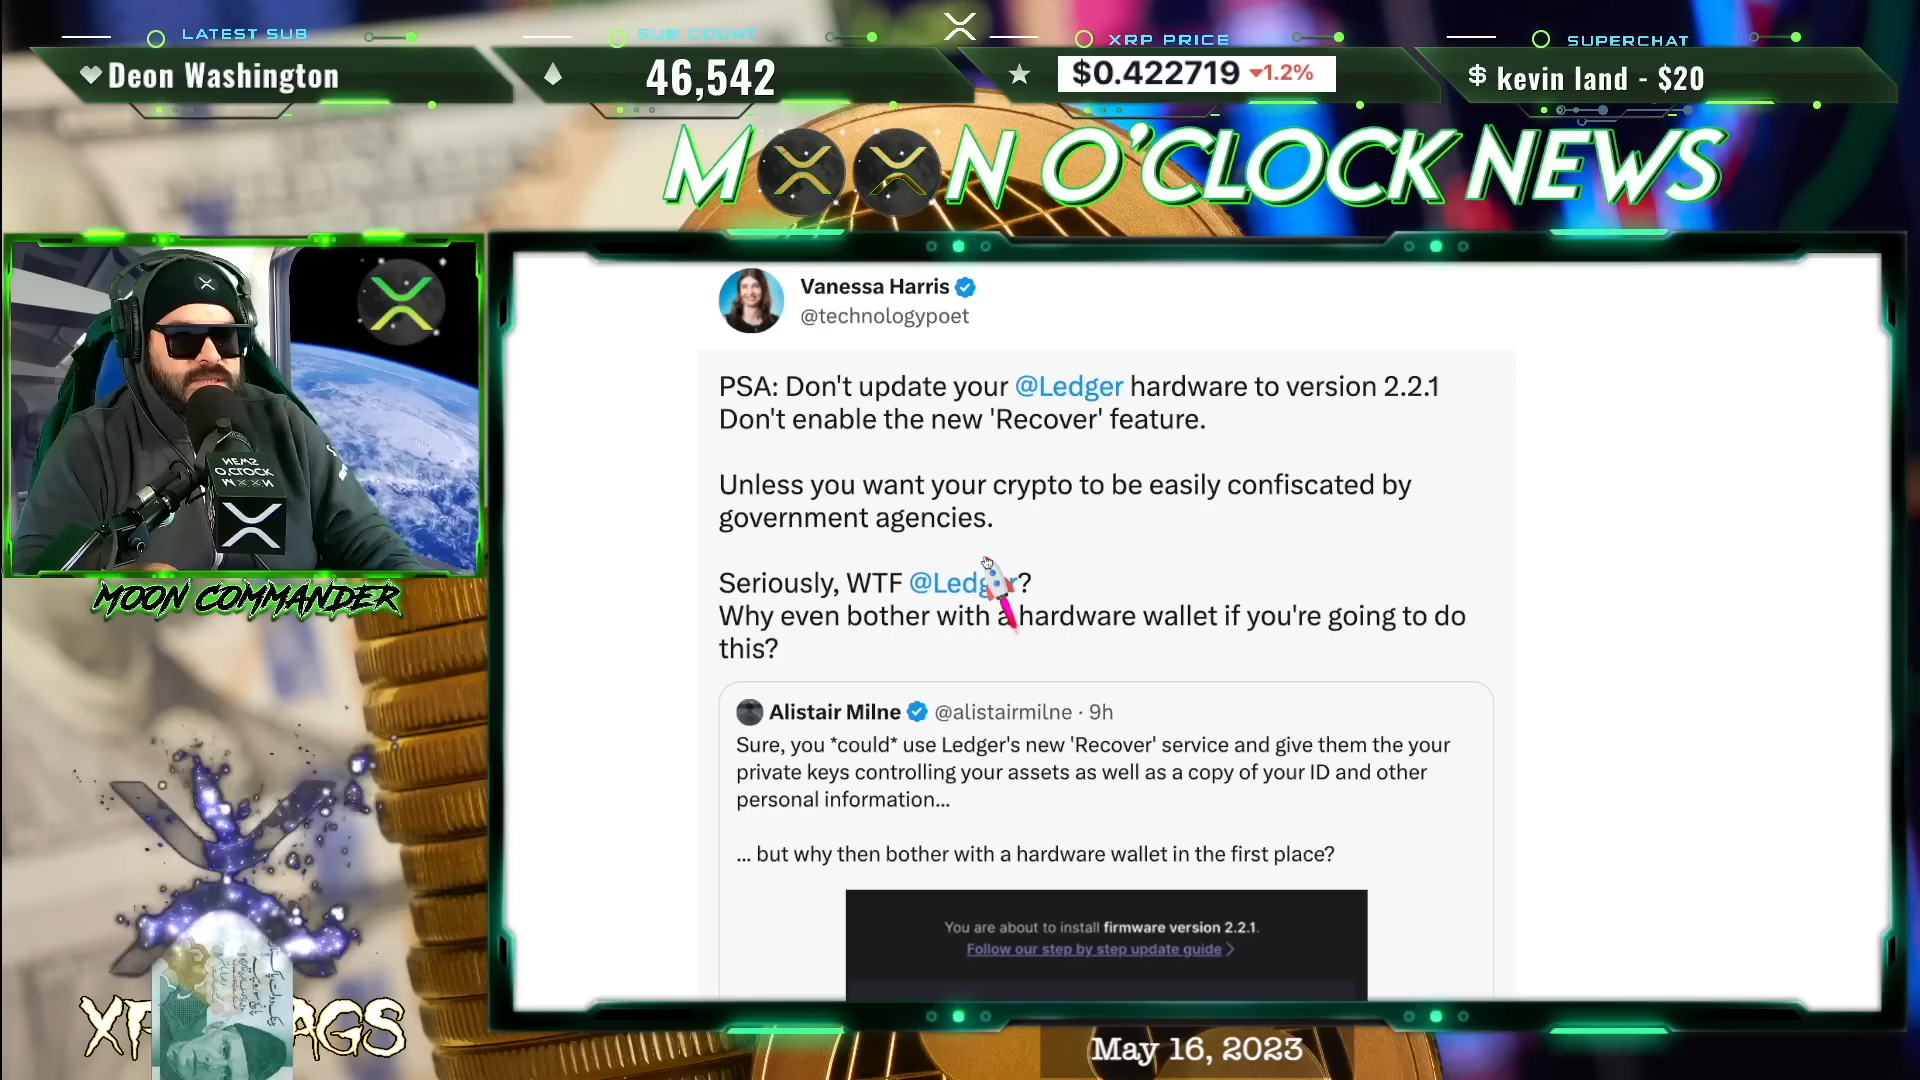 LATEST SUB
Deon Washington
SUB COUNT
46,542
XRP PRICE
$0.422719 1.2%
SUPERCHAT
$ kevin land - $20
MOON O'CLOCK NEWS
Vanessa Harris
@technologypoet
PSA: Don't update your @Ledger hardware to version 2.2.1
Don't enable the new 'Recover' feature.
Unless you want your crypto to be easily confiscated by
government agencies.
Seriously, WTF @Ledger?
Why even bother with a hardware wallet if you're going to do
this?
Alistair Milne @alistairmilne · 9h
Sure, you *could* use Ledger's new 'Recover' service and give them the your
private keys controlling your assets as well as a copy of your ID and other
personal information...
... but why then bother with a hardware wallet in the first place?
You are about to install firmware version 2.2.1.
Follow our step by step update guide >
NEWS
O'CLOCK
MOON
MOON COMMANDER
May 16, 2023